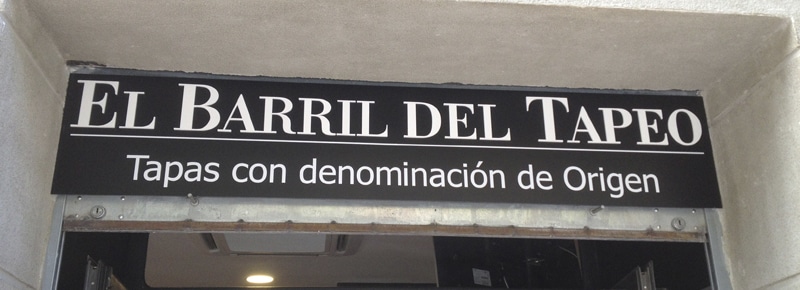 EL BARRIL DEL TAPEO
Tapas con denominación de Origen